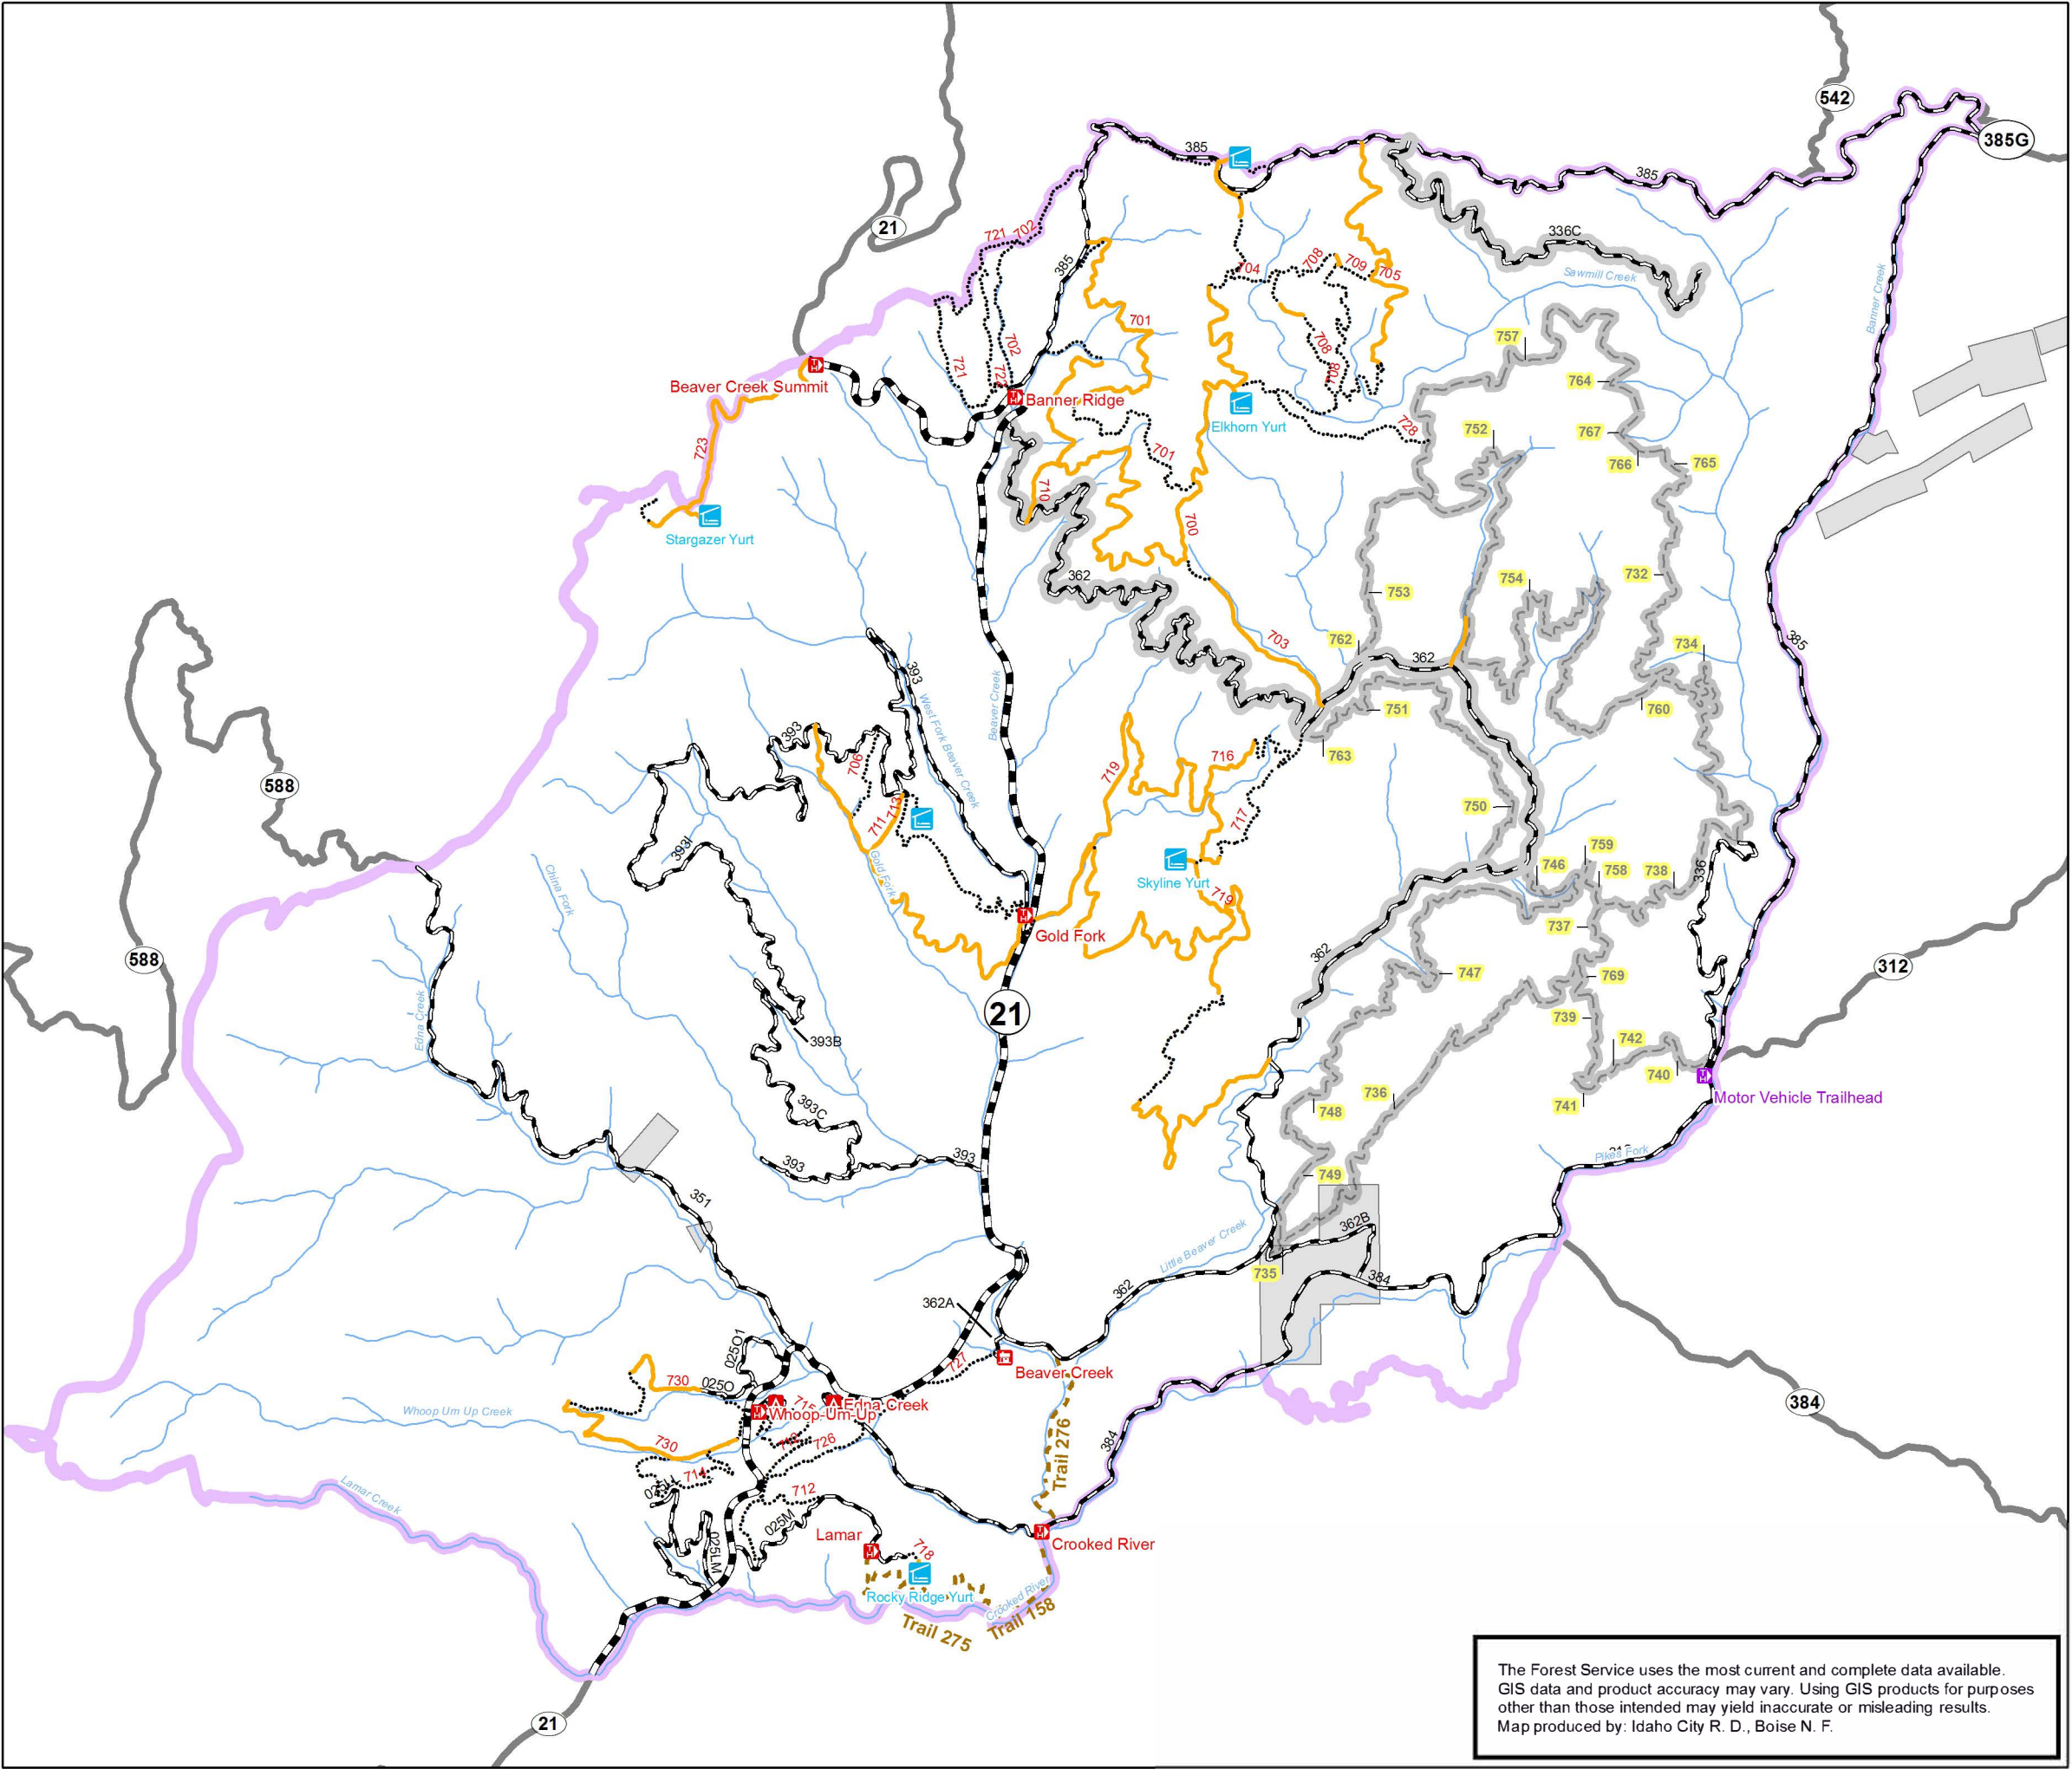 542
385G
385
385
21
721
702
336C
385
704
708
709
705
Sawmill Creek
Banner Creek
701
757
708
702
721
722
708
764
Beaver Creek Summit
Banner Ridge
Elkhorn Yurt
728
752
767
723
701
766
765
710
700
Stargazer Yurt
362
754
732
753
703
762
734
385
362
393
West Fork Beaver Creek
Beaver Creek
751
760
393
763
716
706
719
588
750
717
711
713
759
393I
Gold Fork
746
758
738
336
China Fork
Skyline Yurt
719
Gold Fork
737
362
588
312
747
769
21
739
Edna Creek
393B
742
740
736
393C
748
741
Motor Vehicle Trailhead
393
393
Pikes Fork
749
351
362B
Little Beaver Creek
735
384
362
362A
025O1
727
Beaver Creek
730
025O
384
Whoop Um Up Creek
Edna Creek
Whoop-Um-Up
730
726
Trail 276
384
714
712
Lamar Creek
025M
Lamar
025LM
718
Crooked River
Rocky Ridge Yurt
Crooked River
Trail 275
Trail 158
21
The Forest Service uses the most current and complete data available.
GIS data and product accuracy may vary. Using GIS products for purposes
other than those intended may yield inaccurate or misleading results.
Map produced by: Idaho City R. D., Boise N. F.